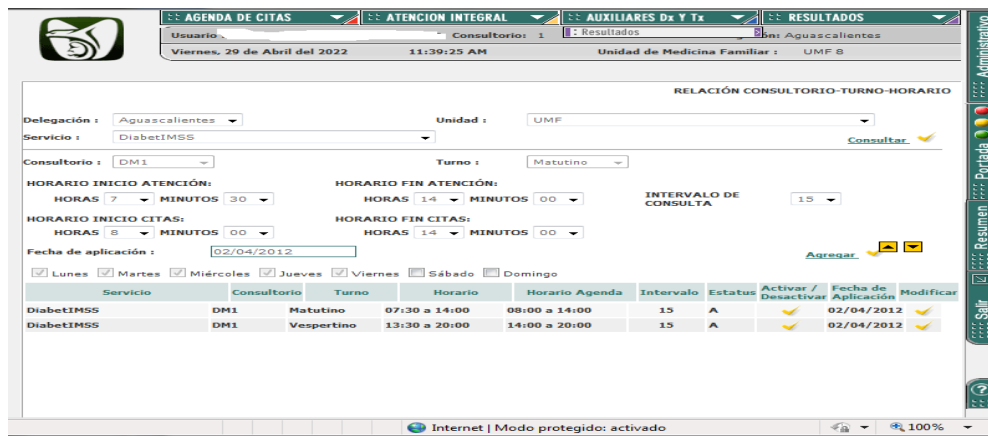 :: AGENDA DE CITAS :: ATENCION INTEGRAL :: AUXILIARES Dx Y Tx :: RESULTADOS
Usuario Consultorio: 1 : Resultados Aguascalientes
Viernes, 29 de Abril del 2022 11:39:25 AM Unidad de Medicina Familiar : UMF 8
RELACIÓN CONSULTORIO-TURNO-HORARIO
Delegación : Aguascalientes Unidad : UMF
Servicio : DiabetIMSS Consultar
Consultorio : DM1 Turno : Matutino
HORARIO INICIO ATENCIÓN: HORARIO FIN ATENCIÓN:
HORAS 7 MINUTOS 30 HORAS 14 MINUTOS 00 INTERVALO DE CONSULTA 15
HORARIO INICIO CITAS: HORARIO FIN CITAS:
HORAS 8 MINUTOS 00 HORAS 14 MINUTOS 00
Fecha de aplicación : 02/04/2012 Agregar
Lunes Martes Miércoles Jueves Viernes Sábado Domingo
Servicio Consultorio Turno Horario Horario Agenda Intervalo Estatus Activar / Desactivar Fecha de Aplicación Modificar
DiabetIMSS DM1 Matutino 07:30 a 14:00 08:00 a 14:00 15 A 02/04/2012
DiabetIMSS DM1 Vespertino 13:30 a 20:00 14:00 a 20:00 15 A 02/04/2012
Administrativo
Portada
Resumen
Salir
?
Internet | Modo protegido: activado 100%